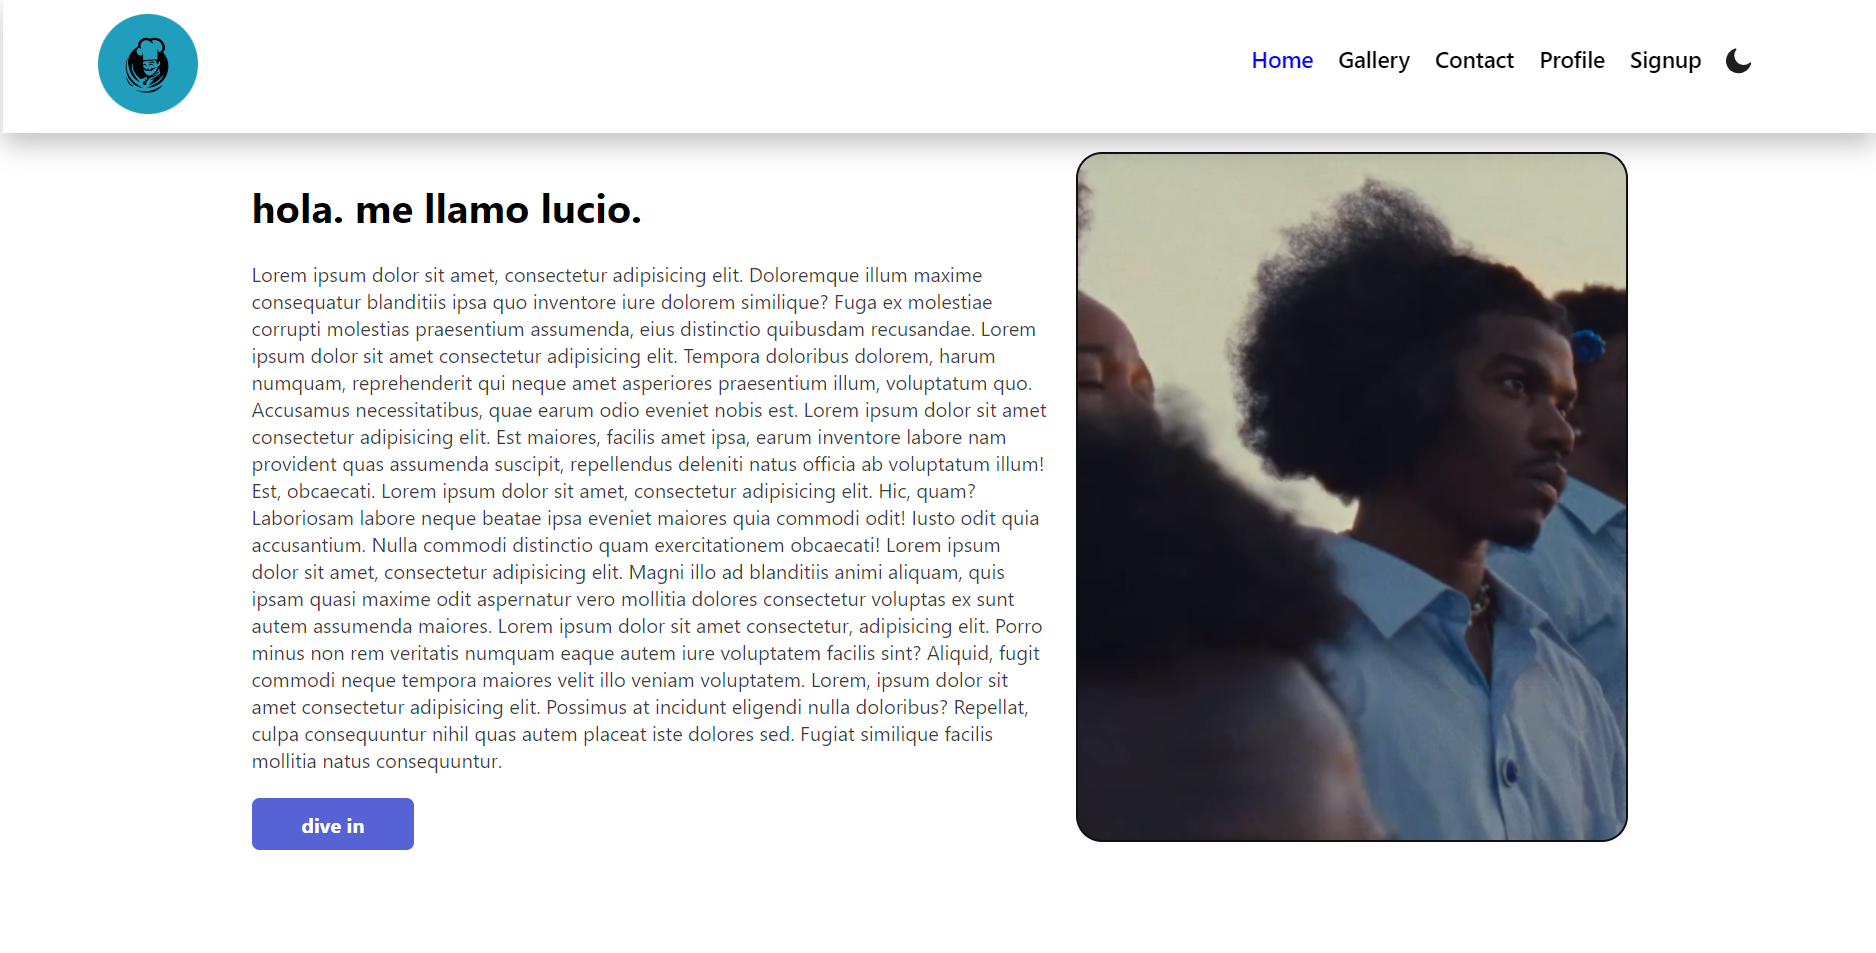 Home Gallery Contact Profile Signup
hola. me llamo lucio.
Lorem ipsum dolor sit amet, consectetur adipisicing elit. Doloremque illum maxime
consequatur blanditiis ipsa quo inventore iure dolorem similique? Fuga ex molestiae
corrupti molestias praesentium assumenda, eius distinctio quibusdam recusandae. Lorem
ipsum dolor sit amet consectetur adipisicing elit. Tempora doloribus dolorem, harum
numquam, reprehenderit qui neque amet asperiores praesentium illum, voluptatum quo.
Accusamus necessitatibus, quae earum odio eveniet nobis est. Lorem ipsum dolor sit amet
consectetur adipisicing elit. Est maiores, facilis amet ipsa, earum inventore labore nam
provident quas assumenda suscipit, repellendus deleniti natus officia ab voluptatum illum!
Est, obcaecati. Lorem ipsum dolor sit amet, consectetur adipisicing elit. Hic, quam?
Laboriosam labore neque beatae ipsa eveniet maiores quia commodi odit! Iusto odit quia
accusantium. Nulla commodi distinctio quam exercitationem obcaecati! Lorem ipsum
dolor sit amet, consectetur adipisicing elit. Magni illo ad blanditiis animi aliquam, quis
ipsam quasi maxime odit aspernatur vero mollitia dolores consectetur voluptas ex sunt
autem assumenda maiores. Lorem ipsum dolor sit amet consectetur, adipisicing elit. Porro
minus non rem veritatis numquam eaque autem iure voluptatem facilis sint? Aliquid, fugit
commodi neque tempora maiores velit illo veniam voluptatem. Lorem, ipsum dolor sit
amet consectetur adipisicing elit. Possimus at incidunt eligendi nulla doloribus? Repellat,
culpa consequuntur nihil quas autem placeat iste dolores sed. Fugiat similique facilis
mollitia natus consequuntur.
dive in